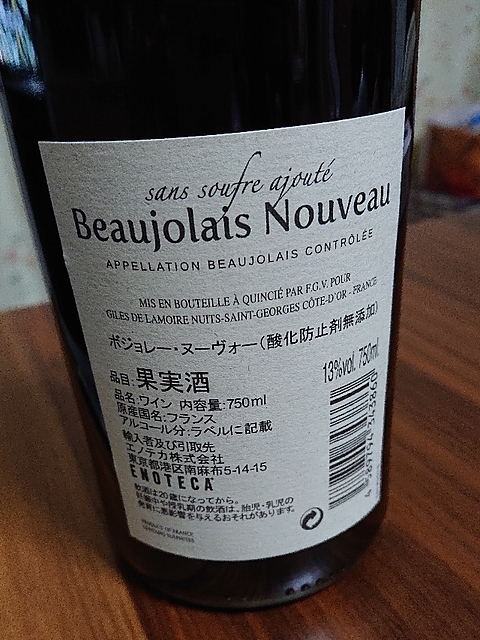 sans soufre ajouté
Beaujolais Nouveau
APPELLATION BEAUJOLAIS CONTRÔLÉE
MIS EN BOUTEILLE À QUINCIÉ PAR F.G.V. POUR
GILES DE LAMOIRE NUITS-SAINT-GEORGES CÔTE-D'OR - FRANCE
ボジョレー・ヌーヴォー(酸化防止剤無添加)
13%vol. 750mL
品目:果実酒
品名:ワイン 内容量:750ml
原産国名:フランス
アルコール分:ラベルに記載
輸入者及び引取先
エノテカ株式会社
東京都港区南麻布5-14-15
ENOTECA
飲酒は20歳になってから。
妊娠中や授乳期の飲酒は、胎児・乳児の
発育に悪影響を与えるおそれがあります。
PRODUCT OF FRANCE